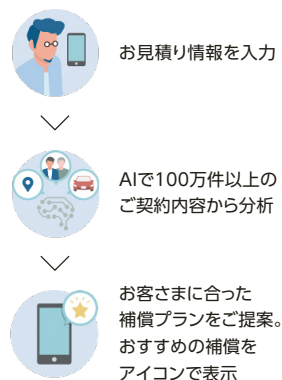 お見積り情報を入力
AIで100万件以上の
ご契約内容から分析
お客さまに合った
補償プランをご提案。
おすすめの補償を
アイコンで表示